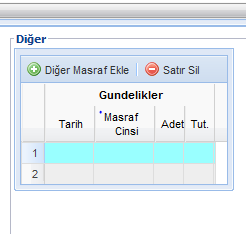 Diğer
Diğer Masraf Ekle Satır Sil
Gundelikler
Tarih *Masraf Cinsi Adet Tut.
1
2